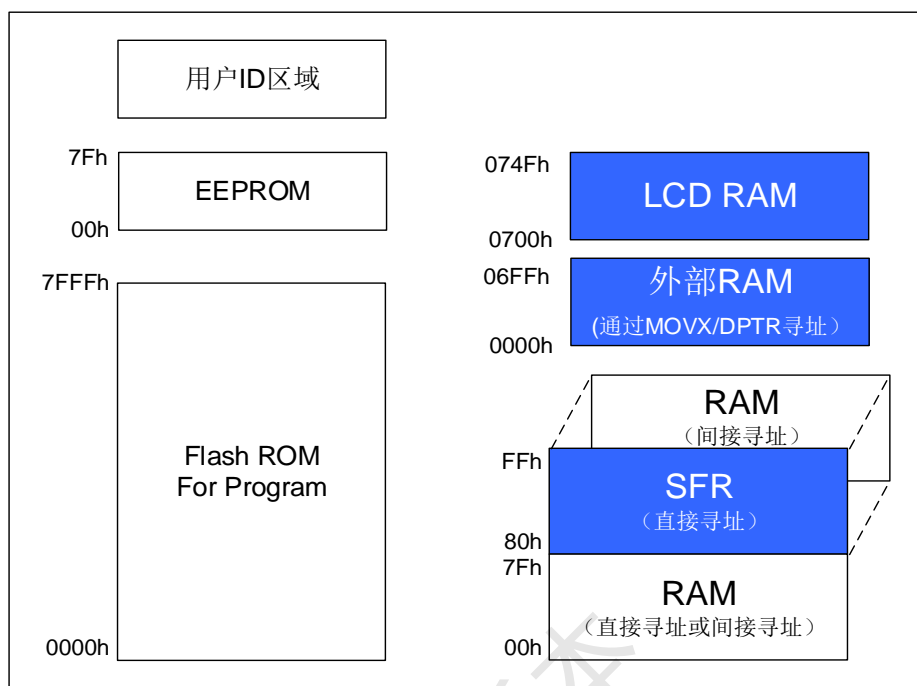 用户ID区域
7Fh
EEPROM
00h
7FFFh
Flash ROM
For Program
0000h
074Fh
LCD RAM
0700h
06FFh
外部RAM
(通过MOVX/DPTR寻址）
0000h
RAM
（间接寻址）
FFh
SFR
（直接寻址）
80h
7Fh
RAM
（直接寻址或间接寻址）
00h
本